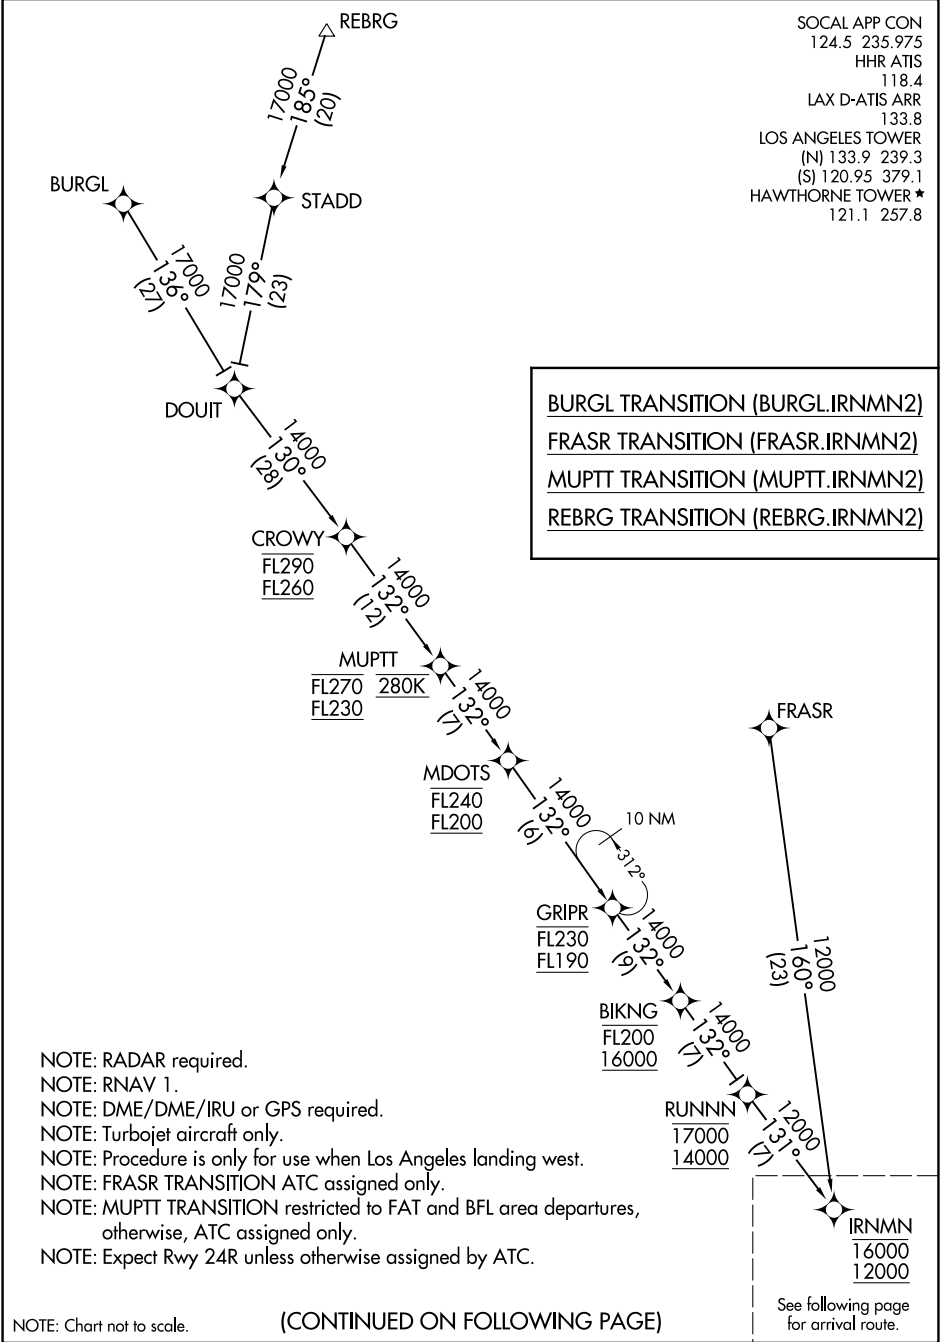 REBRG
SOCAL APP CON
124.5 235.975
HHR ATIS
118.4
LAX D-ATIS ARR
133.8
LOS ANGELES TOWER
(N) 133.9 239.3
(S) 120.95 379.1
HAWTHORNE TOWER ★
121.1 257.8
17000
185°
(20)
BURGL
STADD
17000
136°
(27)
17000
179°
(23)
DOUIT
BURGL TRANSITION (BURGL.IRNMN2)
FRASR TRANSITION (FRASR.IRNMN2)
MUPTT TRANSITION (MUPTT.IRNMN2)
REBRG TRANSITION (REBRG.IRNMN2)
14000
130°
(28)
CROWY
FL290
FL260
14000
132°
(12)
MUPTT
FL270 280K
FL230
14000
132°
(7)
FRASR
MDOTS
FL240
FL200
14000
132°
(6)
10 NM
312°
GRIPR
FL230
FL190
14000
132°
(9)
12000
160°
(23)
BIKNG
FL200
16000
14000
132°
(7)
RUNNN
17000
14000
12000
131°
(7)
IRNMN
16000
12000
See following page
for arrival route.
NOTE: RADAR required.
NOTE: RNAV 1.
NOTE: DME/DME/IRU or GPS required.
NOTE: Turbojet aircraft only.
NOTE: Procedure is only for use when Los Angeles landing west.
NOTE: FRASR TRANSITION ATC assigned only.
NOTE: MUPTT TRANSITION restricted to FAT and BFL area departures,
otherwise, ATC assigned only.
NOTE: Expect Rwy 24R unless otherwise assigned by ATC.
NOTE: Chart not to scale.
(CONTINUED ON FOLLOWING PAGE)